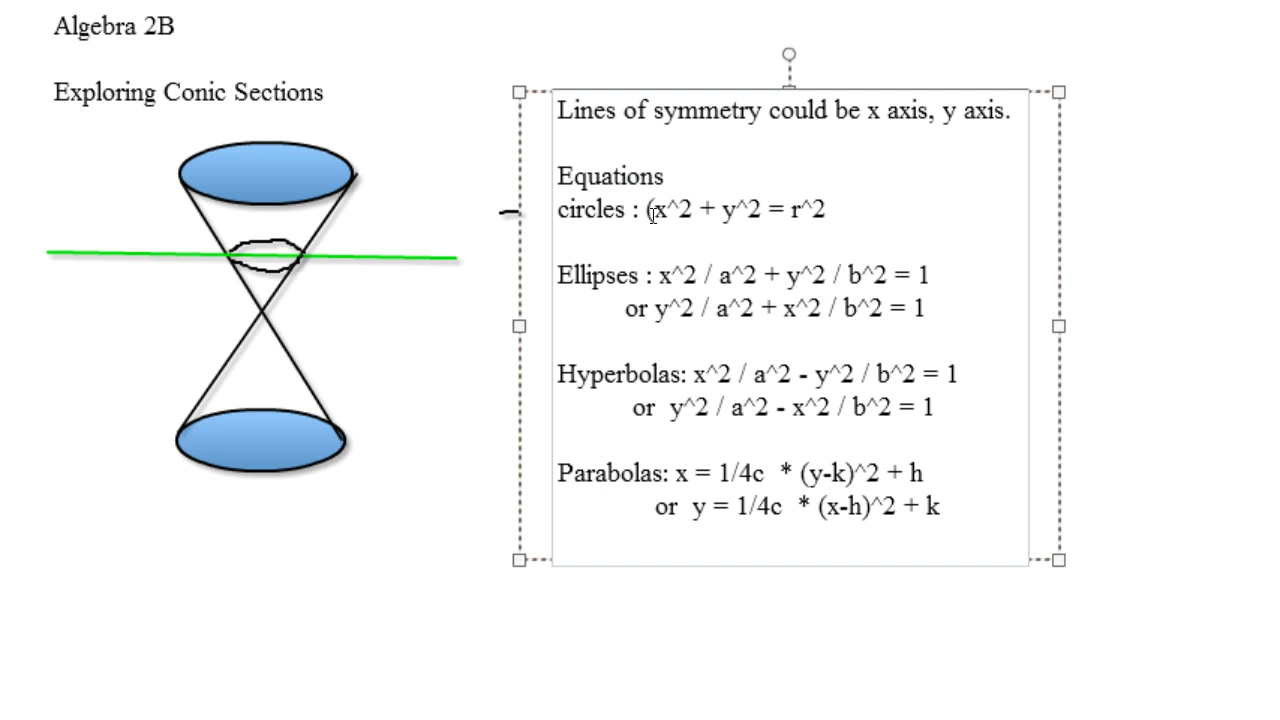 Algebra 2B
Exploring Conic Sections
Lines of symmetry could be x axis, y axis.
Equations
circles : (x^2 + y^2 = r^2
Ellipses : x^2 / a^2 + y^2 / b^2 = 1
or y^2 / a^2 + x^2 / b^2 = 1
Hyperbolas: x^2 / a^2 - y^2 / b^2 = 1
or y^2 / a^2 - x^2 / b^2 = 1
Parabolas: x = 1/4c * (y-k)^2 + h
or y = 1/4c * (x-h)^2 + k